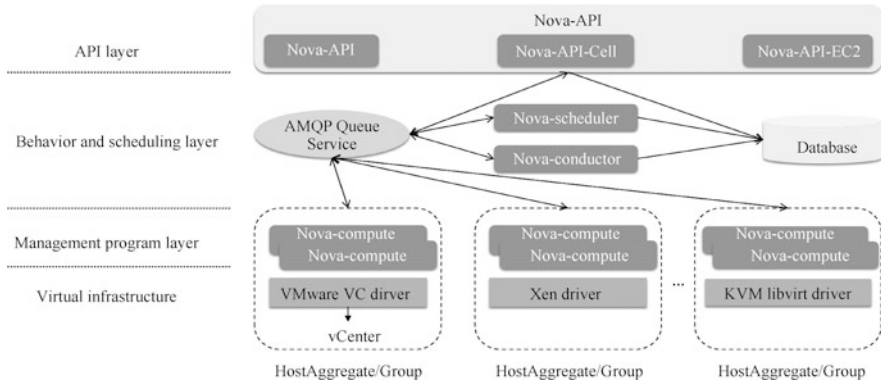 Nova-API
API layer
Nova-API
Nova-API-Cell
Nova-API-EC2
Behavior and scheduling layer
AMQP Queue
Service
Nova-scheduler
Nova-conductor
Database
Management program layer
Nova-compute
Nova-compute
Nova-compute
Nova-compute
Nova-compute
Nova-compute
Virtual infrastructure
VMware VC dirver
Xen driver
...
KVM libvirt driver
vCenter
HostAggregate/Group
HostAggregate/Group
HostAggregate/Group